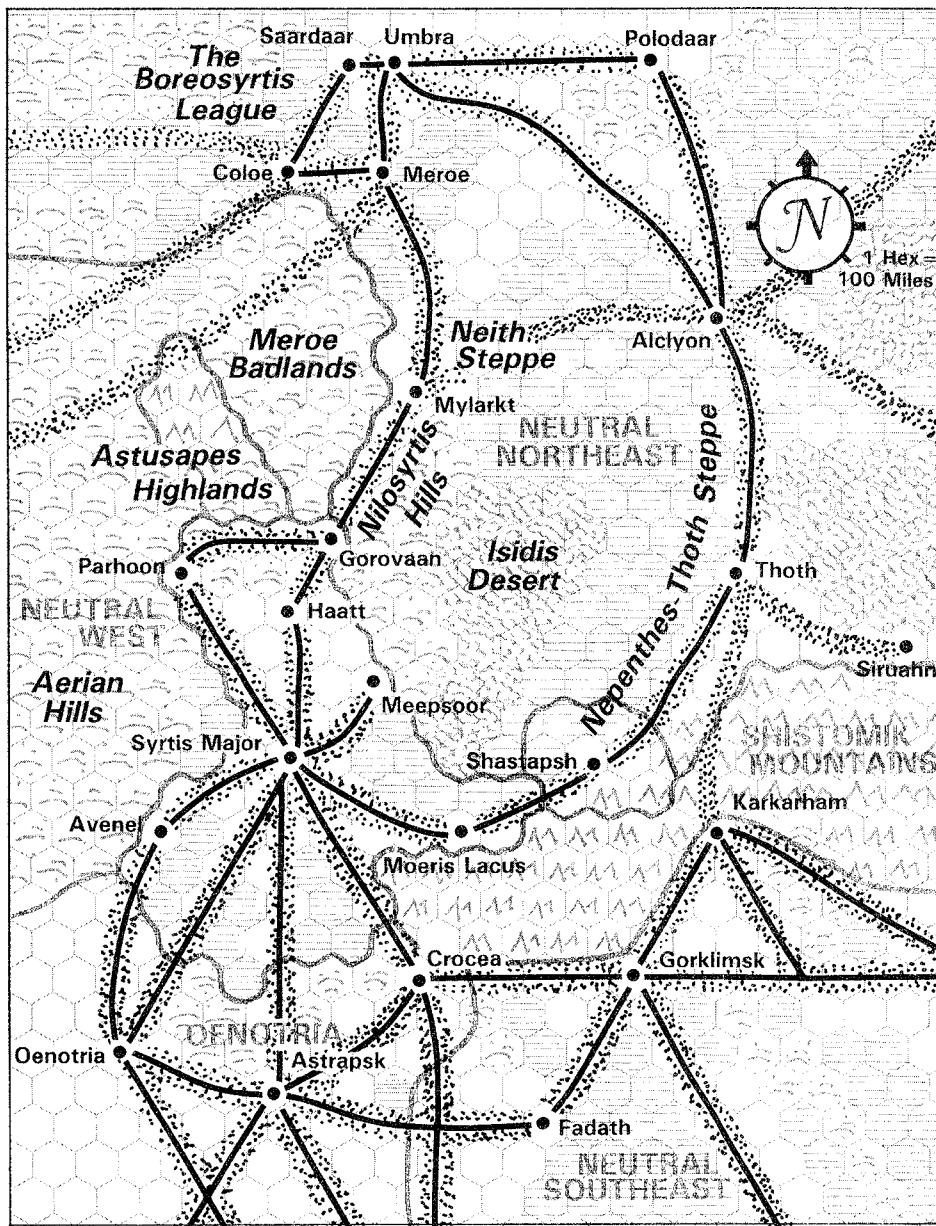 Saardaar Umbra Polodaar
The
Boreosyrtis
League
Coloe Meroe
N
1 Hex =
100 Miles
Alclyon
Neith
Steppe
Meroe
Badlands
Mylarkt
NEUTRAL
NORTHEAST
Astusapes
Highlands
Nilosyrtis
Hills
Nepenthes-Thoth Steppe
Isidis
Desert
Gorovaan
Parhoon
Thoth
NEUTRAL
WEST
Haatt
Siruahn
Aerian
Hills
Meepsoor
Syrtis Major
Shastapsh
SHISTOMIK
MOUNTAINS
Karkarham
Avenel
Moeris Lacus
Crocea
Gorklimsk
OENOTRIA
Oenotria
Astrapsk
Fadath
NEUTRAL
SOUTHEAST